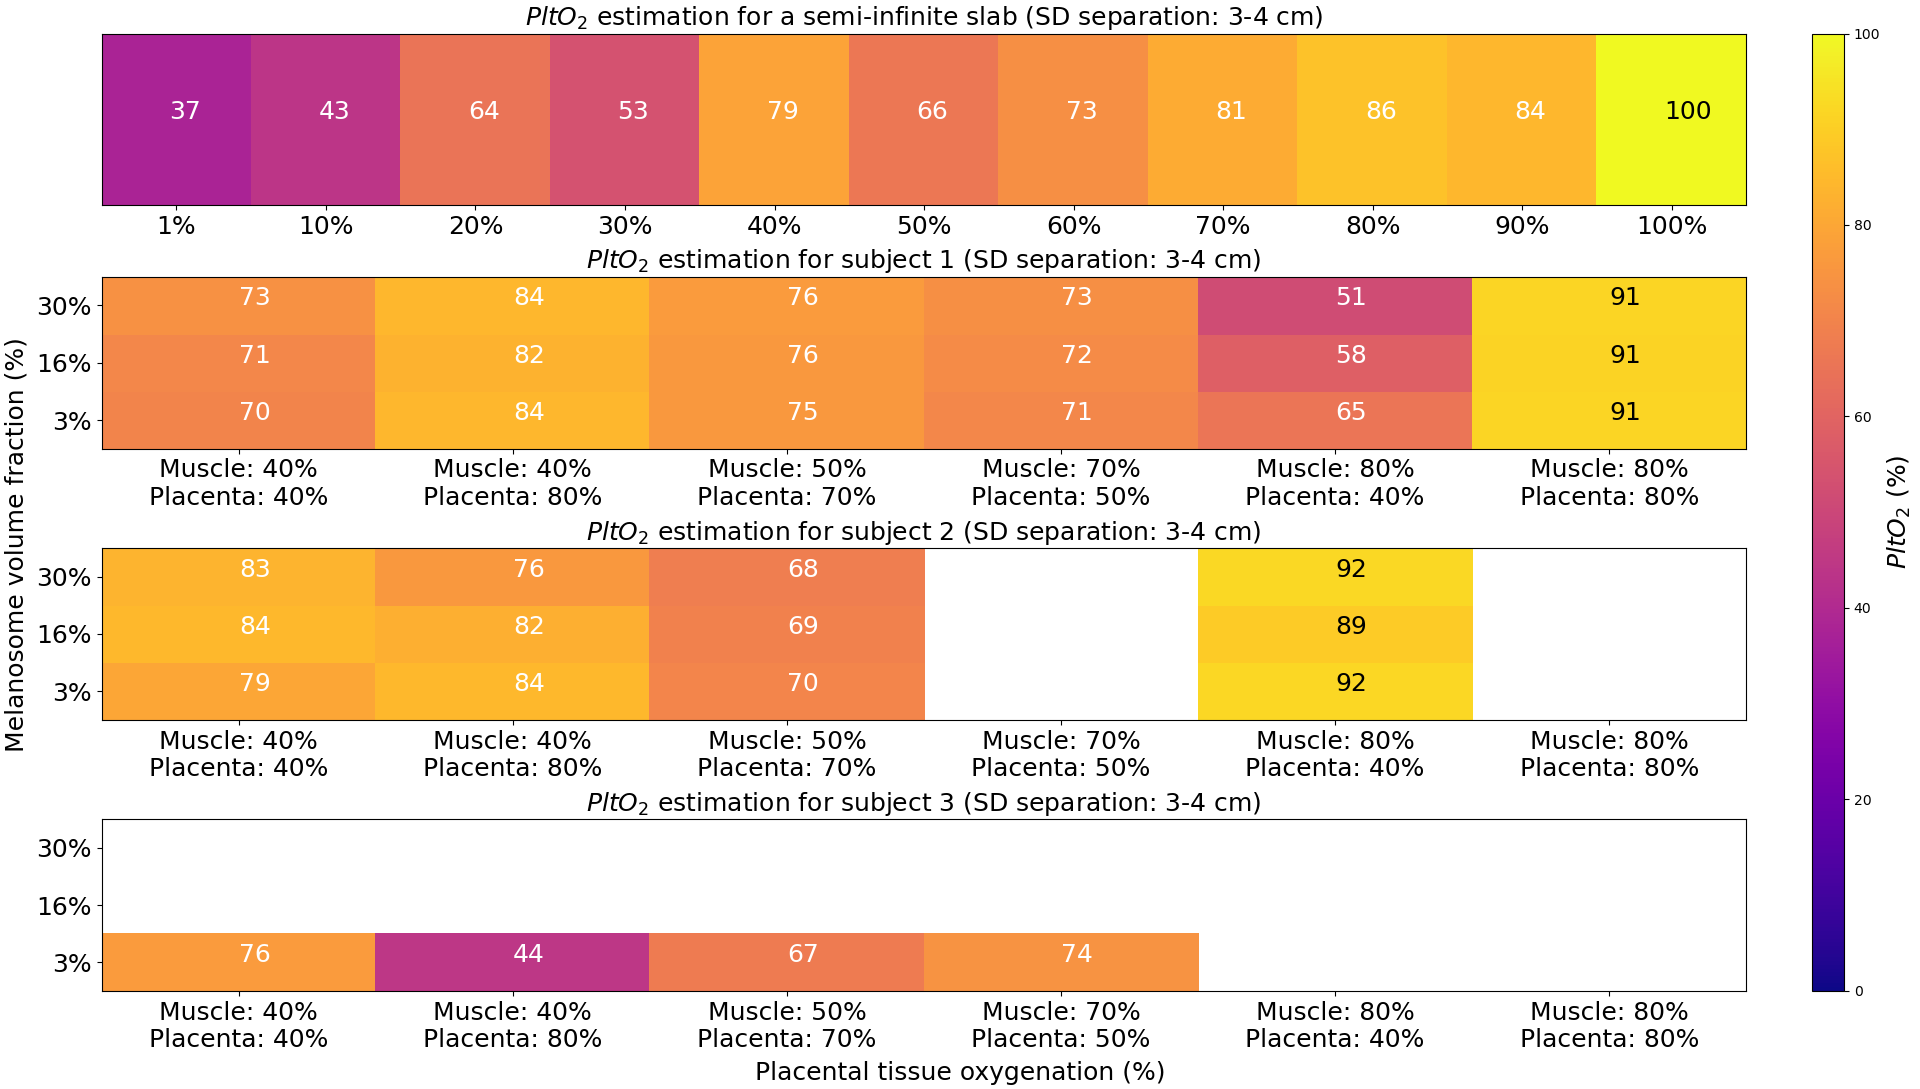 PltO₂ estimation for a semi-infinite slab (SD separation: 3-4 cm)
37 43 64 53 79 66 73 81 86 84 100
1% 10% 20% 30% 40% 50% 60% 70% 80% 90% 100%
PltO₂ estimation for subject 1 (SD separation: 3-4 cm)
30% 73 84 76 73 51 91
16% 71 82 76 72 58 91
3% 70 84 75 71 65 91
Muscle: 40% Muscle: 40% Muscle: 50% Muscle: 70% Muscle: 80% Muscle: 80%
Placenta: 40% Placenta: 80% Placenta: 70% Placenta: 50% Placenta: 40% Placenta: 80%
PltO₂ estimation for subject 2 (SD separation: 3-4 cm)
30% 83 76 68 92
16% 84 82 69 89
3% 79 84 70 92
Muscle: 40% Muscle: 40% Muscle: 50% Muscle: 70% Muscle: 80% Muscle: 80%
Placenta: 40% Placenta: 80% Placenta: 70% Placenta: 50% Placenta: 40% Placenta: 80%
PltO₂ estimation for subject 3 (SD separation: 3-4 cm)
30%
16%
3% 76 44 67 74
Muscle: 40% Muscle: 40% Muscle: 50% Muscle: 70% Muscle: 80% Muscle: 80%
Placenta: 40% Placenta: 80% Placenta: 70% Placenta: 50% Placenta: 40% Placenta: 80%
Placental tissue oxygenation (%)
Melanosome volume fraction (%)
100
80
60
40
20
0
PltO₂ (%)